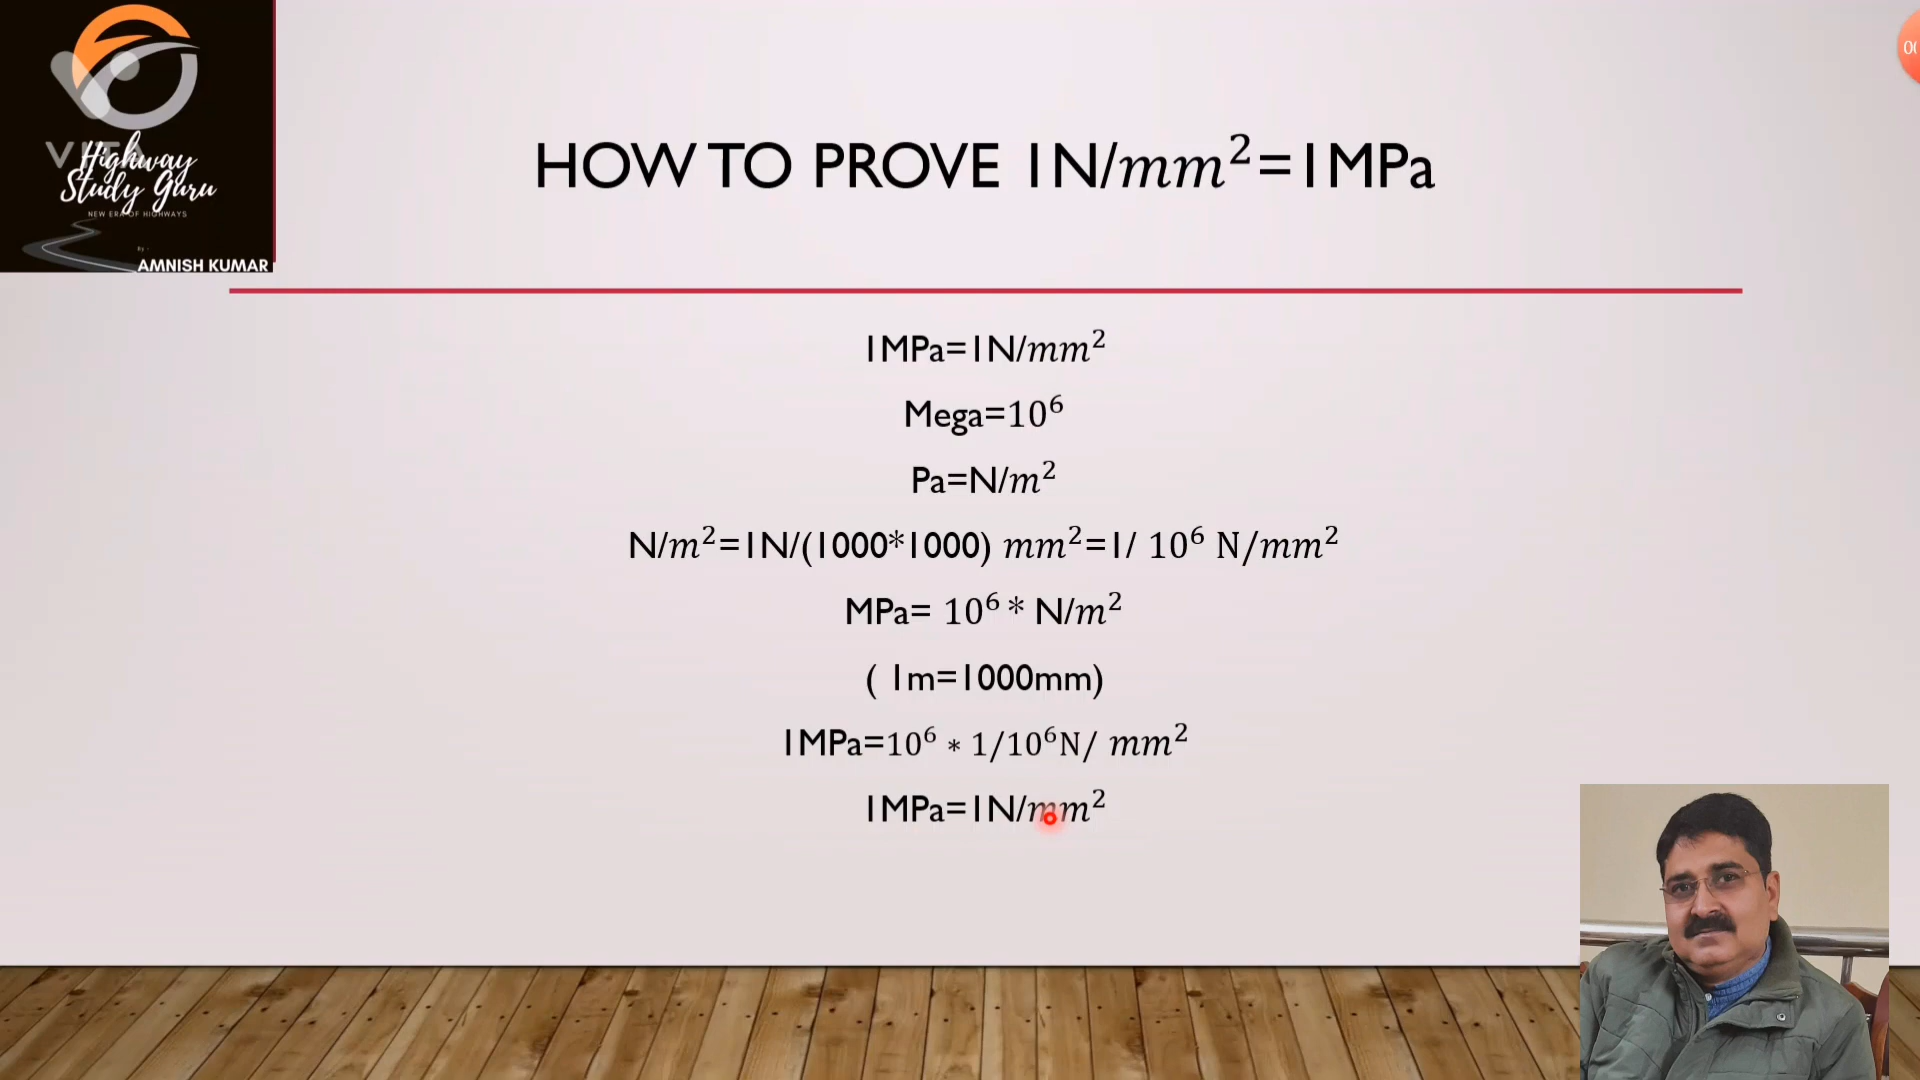 VITA
Highway
Study Guru
NEW ERA OF HIGHWAYS
By -
AMNISH KUMAR
HOW TO PROVE 1N/mm²=1MPa
1MPa=1N/mm²
Mega=10⁶
Pa=N/m²
N/m²=1N/(1000*1000) mm²=1/ 10⁶ N/mm²
MPa= 10⁶ * N/m²
( 1m=1000mm)
1MPa=10⁶ * 1/10⁶N/ mm²
1MPa=1N/mm²